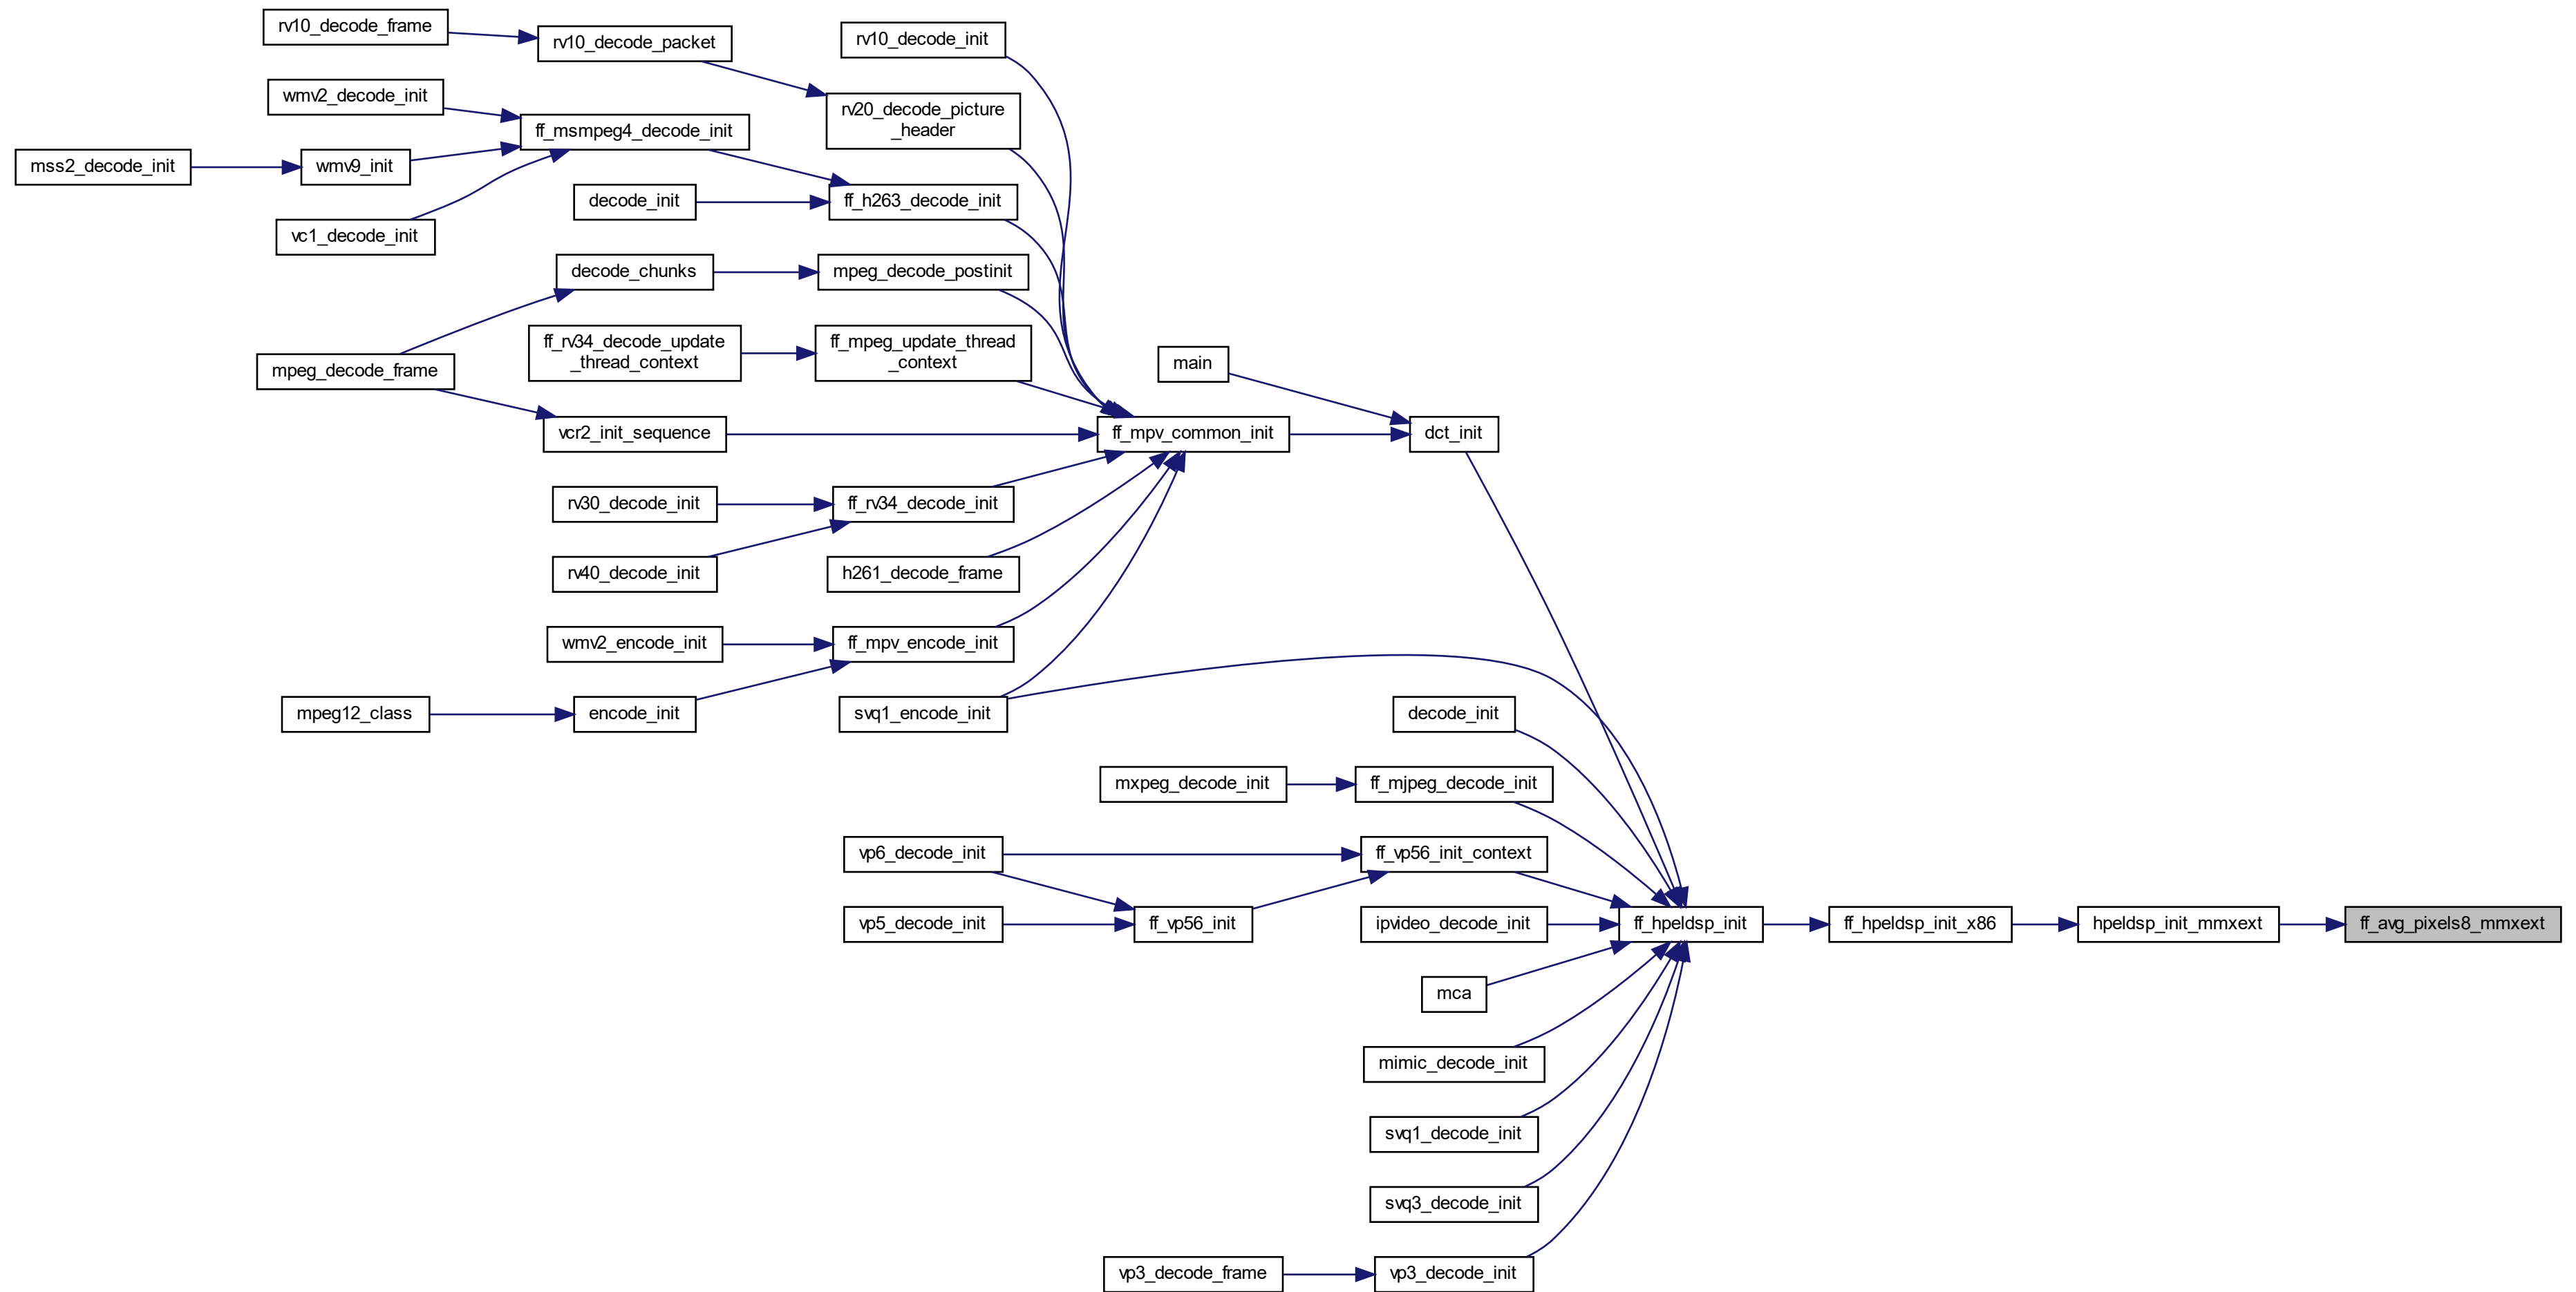 rv10_decode_frame
rv10_decode_packet
rv10_decode_init
wmv2_decode_init
rv20_decode_picture
_header
ff_msmpeg4_decode_init
mss2_decode_init
wmv9_init
decode_init
ff_h263_decode_init
vc1_decode_init
decode_chunks
mpeg_decode_postinit
ff_rv34_decode_update
_thread_context
ff_mpeg_update_thread
_context
main
mpeg_decode_frame
vcr2_init_sequence
ff_mpv_common_init
dct_init
rv30_decode_init
ff_rv34_decode_init
rv40_decode_init
h261_decode_frame
wmv2_encode_init
ff_mpv_encode_init
mpeg12_class
encode_init
svq1_encode_init
decode_init
mxpeg_decode_init
ff_mjpeg_decode_init
vp6_decode_init
ff_vp56_init_context
vp5_decode_init
ff_vp56_init
ipvideo_decode_init
ff_hpeldsp_init
ff_hpeldsp_init_x86
hpeldsp_init_mmxext
ff_avg_pixels8_mmxext
mca
mimic_decode_init
svq1_decode_init
svq3_decode_init
vp3_decode_frame
vp3_decode_init